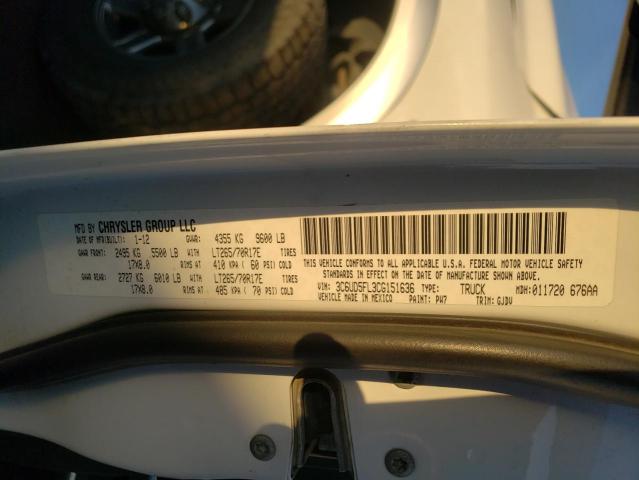 MFD BY CHRYSLER GROUP LLC
DATE OF MFR(BUILT): 1-12 GVWR: 4355 KG 9600 LB
GAWR FRONT: 2495 KG 5500 LB WITH LT265/70R17E TIRES
17X8.0 RIMS AT 410 KPA ( 60 PSI) COLD
GAWR REAR: 2727 KG 6010 LB WITH LT265/70R17E TIRES
17X8.0 RIMS AT 485 KPA ( 70 PSI) COLD
THIS VEHICLE CONFORMS TO ALL APPLICABLE U.S.A. FEDERAL MOTOR VEHICLE SAFETY
STANDARDS IN EFFECT ON THE DATE OF MANUFACTURE SHOWN ABOVE.
VIN: 3C6UD5FL3CG151636 TYPE: TRUCK MDH: 011720 676AA
MADE IN MEXICO PAINT: PW7 TRIM: GJDV